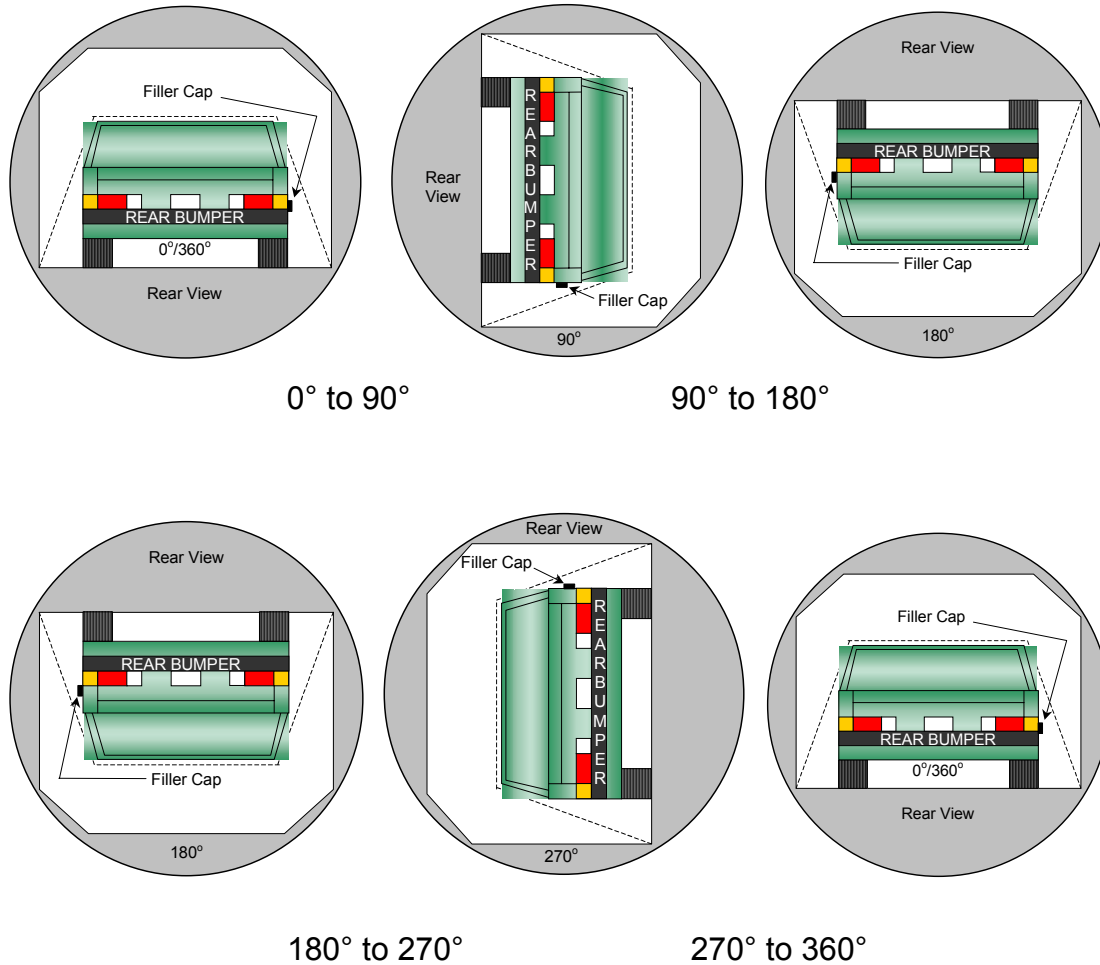 Filler Cap
REAR BUMPER
0°/360°
Rear View
Rear
View
REARBUMPER
Filler Cap
90°
Rear View
REAR BUMPER
Filler Cap
180°
0° to 90°
90° to 180°
Rear View
REAR BUMPER
Filler Cap
180°
Rear View
Filler Cap
REARBUMPER
270°
Filler Cap
REAR BUMPER
0°/360°
Rear View
180° to 270°
270° to 360°